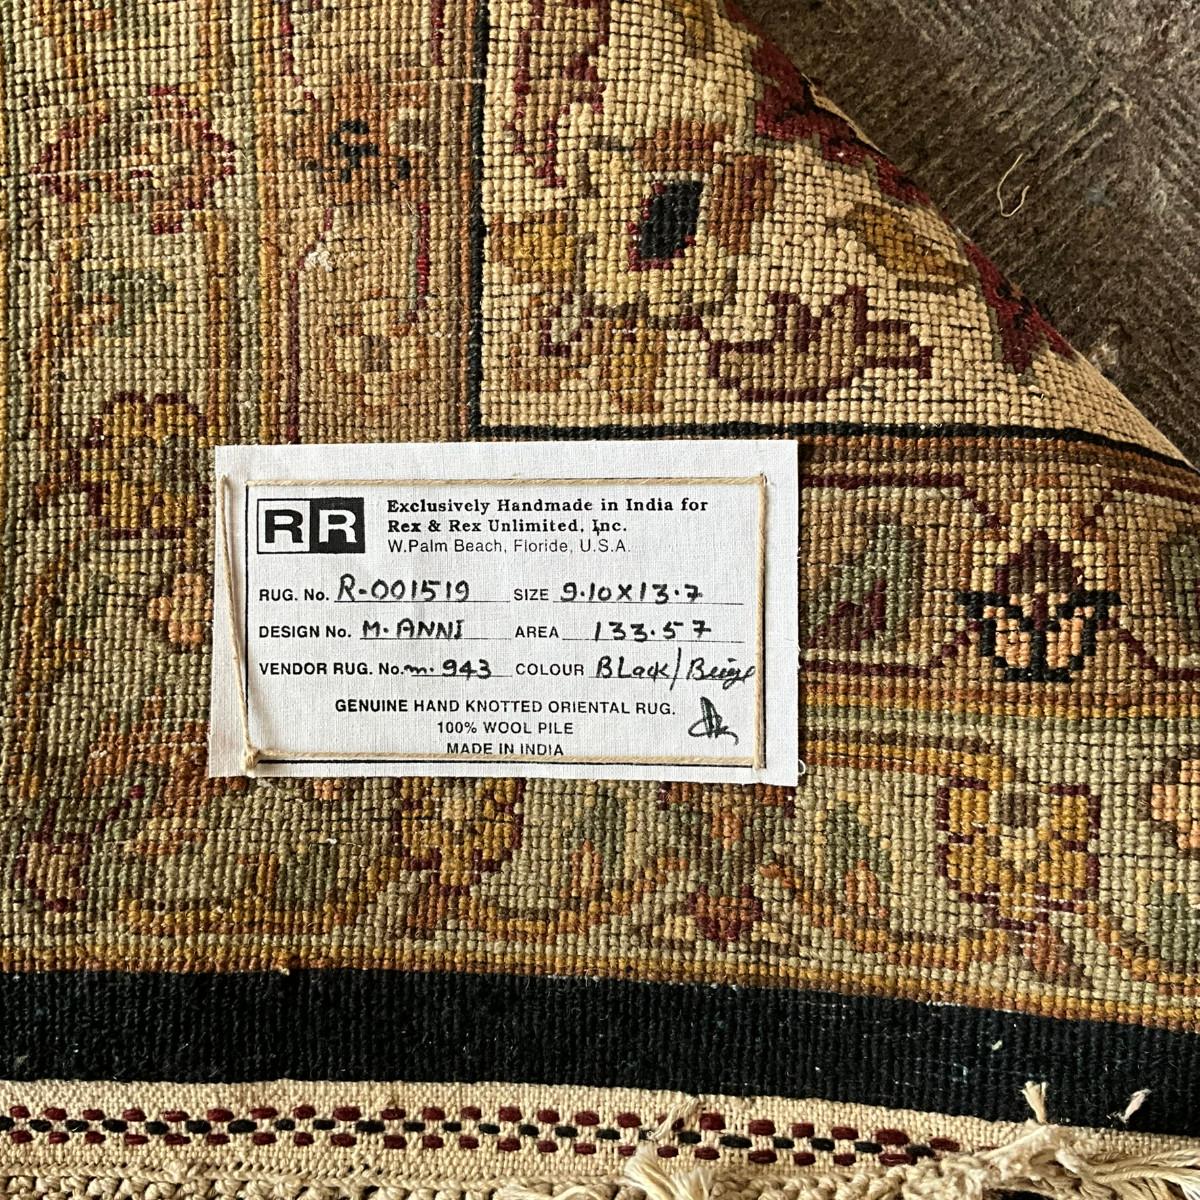 RR
Exclusively Handmade in India for
Rex & Rex Unlimited, Inc.
W.Palm Beach, Floride, U.S.A.
RUG. No. R-001519 SIZE 9.10X13.7
DESIGN No. M.ANNI AREA 133.57
VENDOR RUG. No. m.943 COLOUR BLack/Beige
GENUINE HAND KNOTTED ORIENTAL RUG.
100% WOOL PILE
MADE IN INDIA